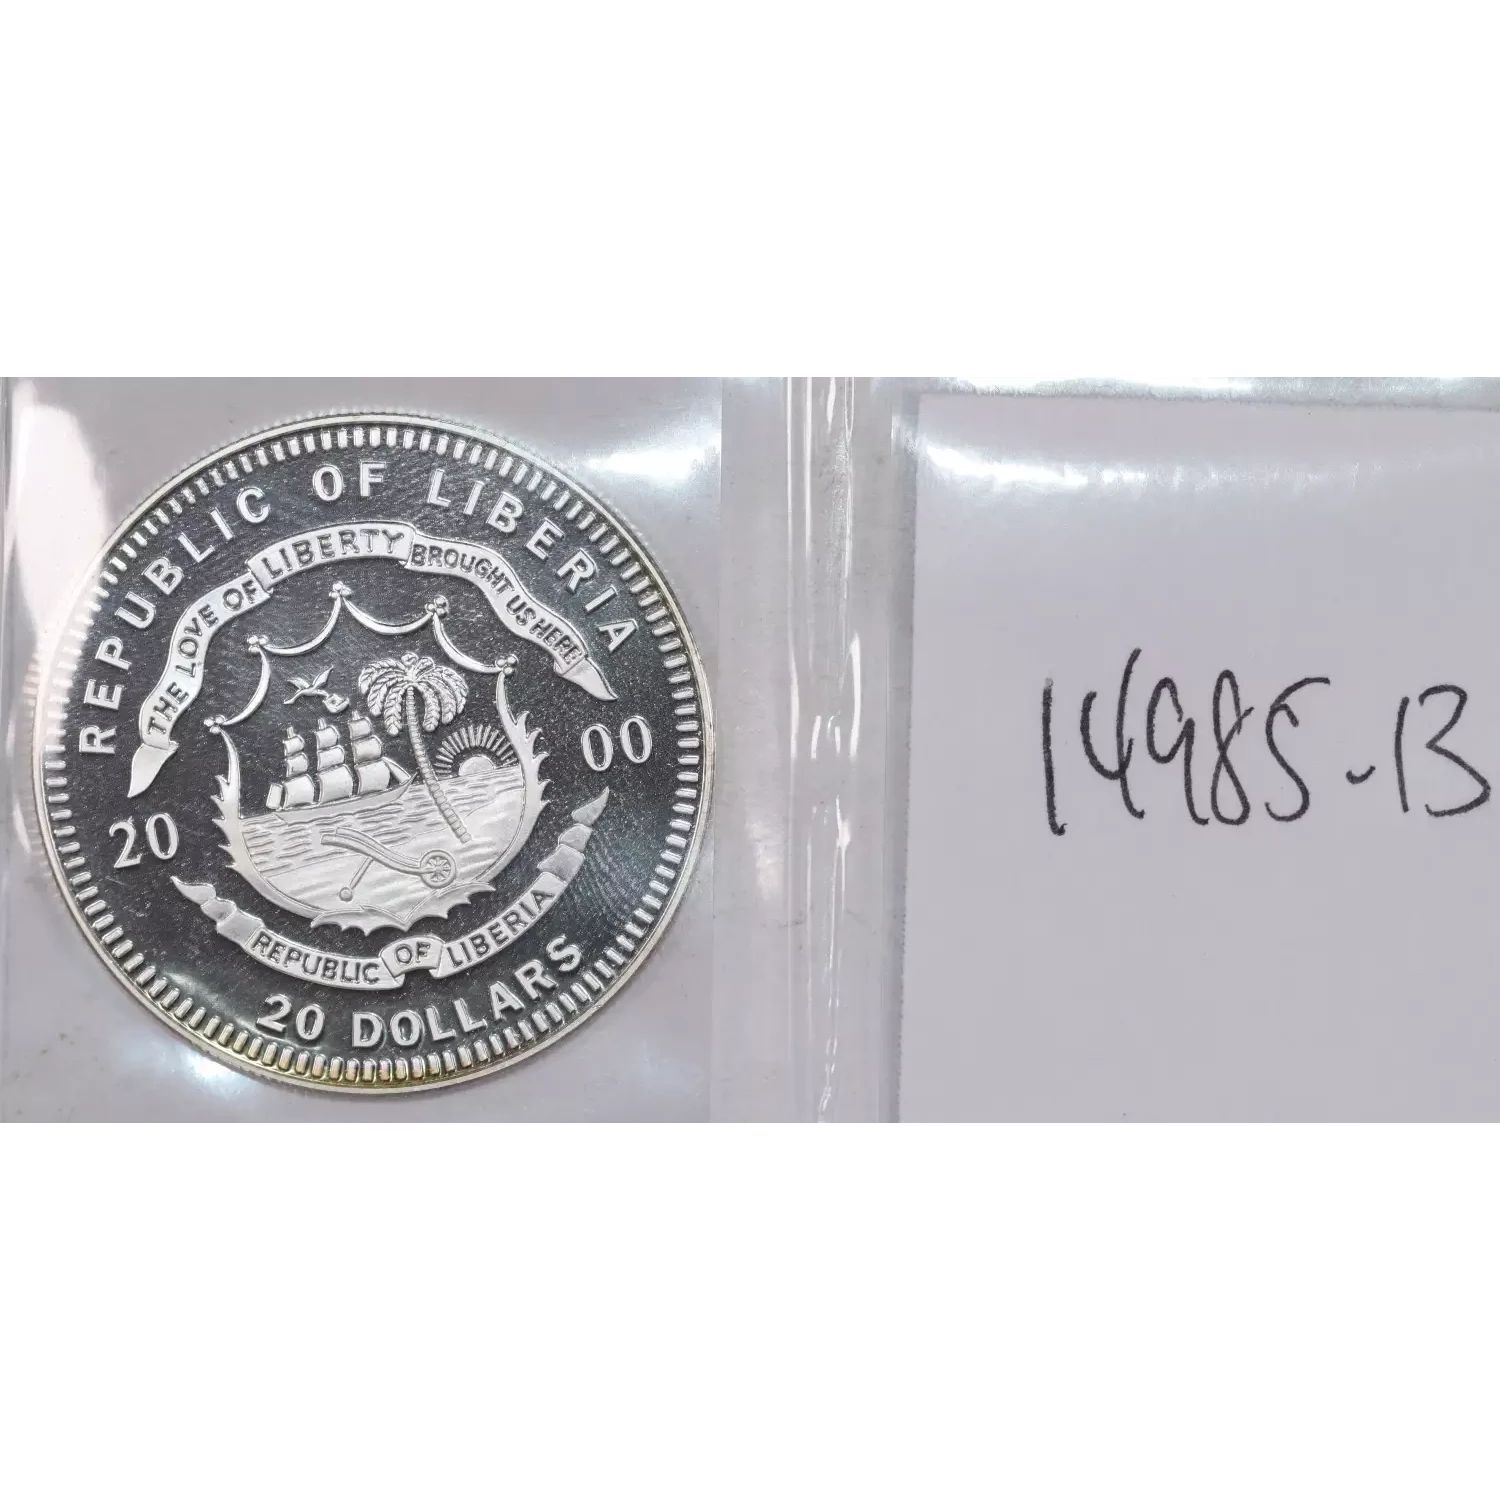 REPUBLIC OF LIBERIA
THE LOVE OF LIBERTY BROUGHT US HERE
20 00
REPUBLIC OF LIBERIA
20 DOLLARS
14985-13